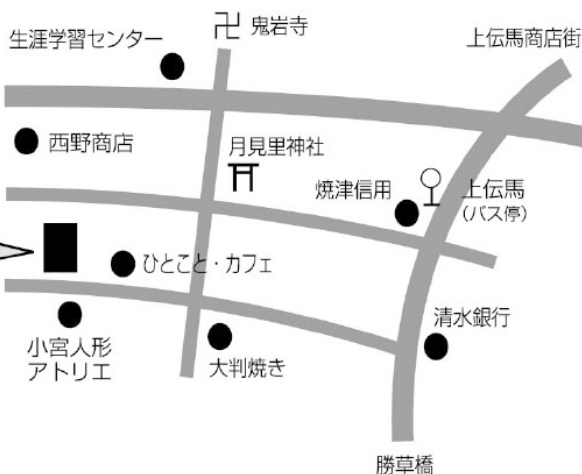 卍 鬼岩寺
生涯学習センター
上伝馬商店街
西野商店
月見里神社
焼津信用
上伝馬
(バス停)
ひとこと・カフェ
清水銀行
小宮人形
アトリエ
大判焼き
勝草橋